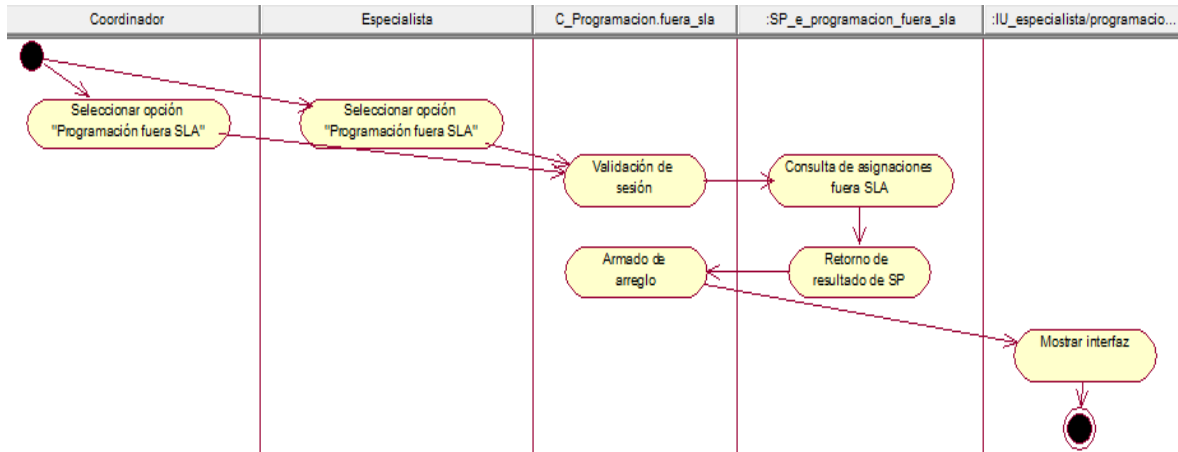 Coordinador
Especialista
C_Programacion.fuera_sla
:SP_e_programacion_fuera_sla
:IU_especialista/programacio...
Seleccionar opción
"Programación fuera SLA"
Seleccionar opción
"Programación fuera SLA"
Validación de
sesión
Consulta de asignaciones
fuera SLA
Armado de
arreglo
Retorno de
resultado de SP
Mostrar interfaz